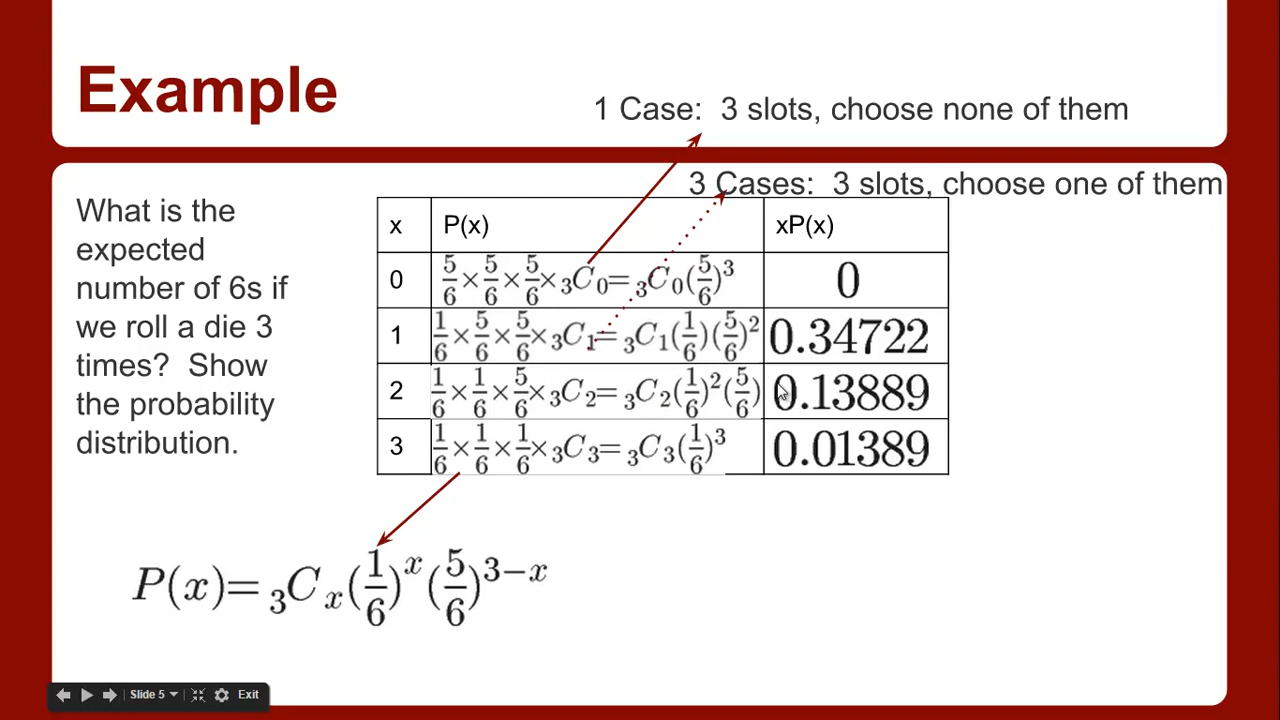 Example
1 Case:  3 slots, choose none of them
3 Cases:  3 slots, choose one of them
What is the
expected
number of 6s if
we roll a die 3
times?  Show
the probability
distribution.
x P(x) xP(x)
0 5/6 × 5/6 × 5/6 × ₃C₀ = ₃C₀(5/6)³ 0
1 1/6 × 5/6 × 5/6 × ₃C₁ = ₃C₁(1/6)(5/6)² 0.34722
2 1/6 × 1/6 × 5/6 × ₃C₂ = ₃C₂(1/6)²(5/6) 0.13889
3 1/6 × 1/6 × 1/6 × ₃C₃ = ₃C₃(1/6)³ 0.01389
P(x) = ₃Cₓ(1/6)ˣ(5/6)³⁻ˣ
Slide 5 Exit